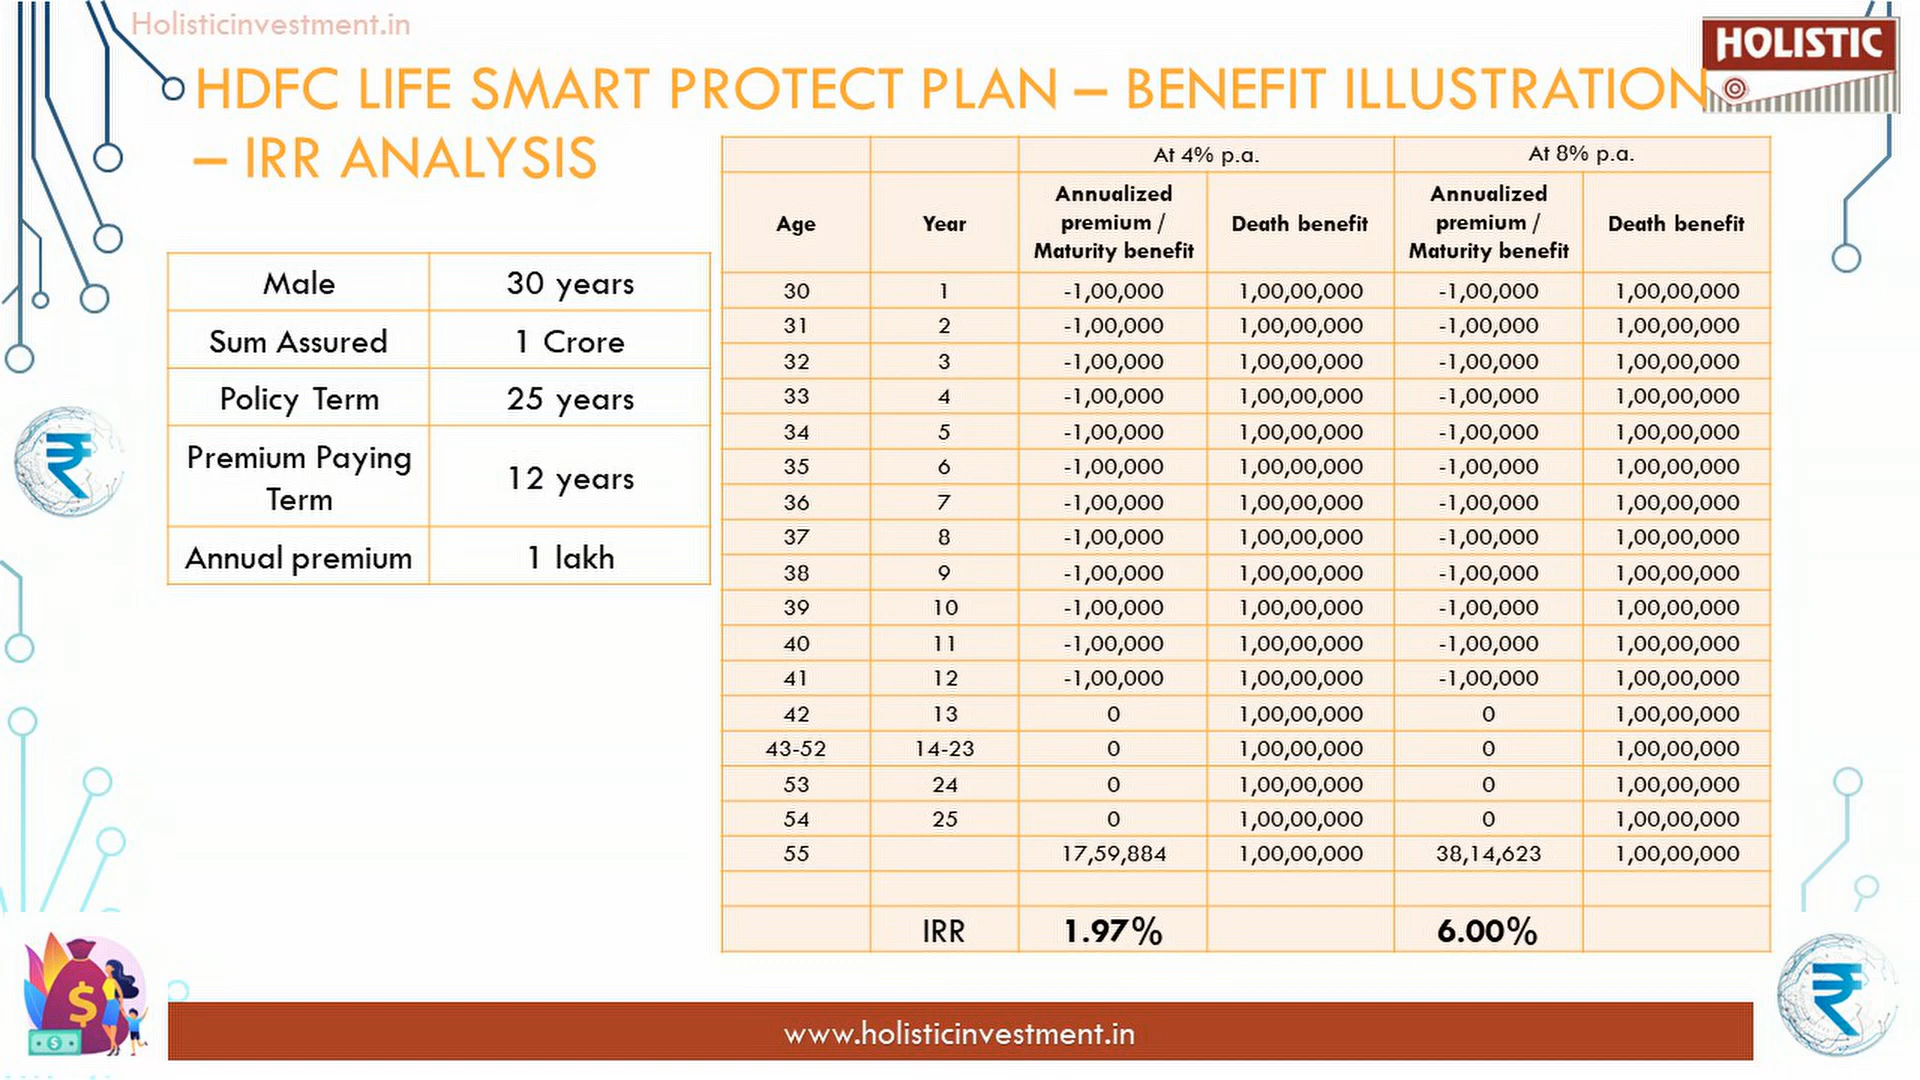 Holisticinvestment.in
HOLISTIC
HDFC LIFE SMART PROTECT PLAN – BENEFIT ILLUSTRATION
– IRR ANALYSIS
Male 30 years
Sum Assured 1 Crore
Policy Term 25 years
Premium Paying
Term
12 years
Annual premium 1 lakh
At 4% p.a. At 8% p.a.
Age Year Annualized premium / Maturity benefit Death benefit Annualized premium / Maturity benefit Death benefit
30 1 -1,00,000 1,00,00,000 -1,00,000 1,00,00,000
31 2 -1,00,000 1,00,00,000 -1,00,000 1,00,00,000
32 3 -1,00,000 1,00,00,000 -1,00,000 1,00,00,000
33 4 -1,00,000 1,00,00,000 -1,00,000 1,00,00,000
34 5 -1,00,000 1,00,00,000 -1,00,000 1,00,00,000
35 6 -1,00,000 1,00,00,000 -1,00,000 1,00,00,000
36 7 -1,00,000 1,00,00,000 -1,00,000 1,00,00,000
37 8 -1,00,000 1,00,00,000 -1,00,000 1,00,00,000
38 9 -1,00,000 1,00,00,000 -1,00,000 1,00,00,000
39 10 -1,00,000 1,00,00,000 -1,00,000 1,00,00,000
40 11 -1,00,000 1,00,00,000 -1,00,000 1,00,00,000
41 12 -1,00,000 1,00,00,000 -1,00,000 1,00,00,000
42 13 0 1,00,00,000 0 1,00,00,000
43-52 14-23 0 1,00,00,000 0 1,00,00,000
53 24 0 1,00,00,000 0 1,00,00,000
54 25 0 1,00,00,000 0 1,00,00,000
55 17,59,884 1,00,00,000 38,14,623 1,00,00,000
IRR 1.97% 6.00%
www.holisticinvestment.in